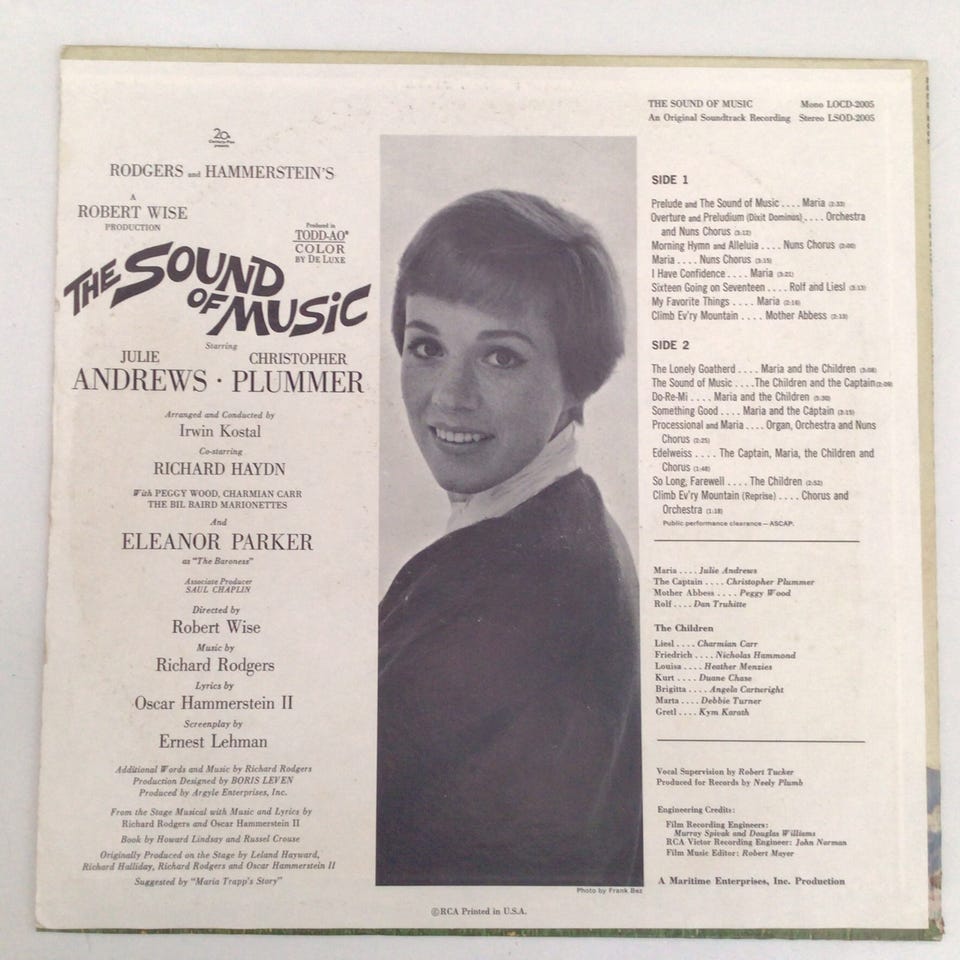 20th
Century-Fox
presents
RODGERS and HAMMERSTEIN'S
A
ROBERT WISE
PRODUCTION
Produced in
TODD-AO®
COLOR
BY DE LUXE
THE SOUND
OF MUSIC
Starring
JULIE CHRISTOPHER
ANDREWS · PLUMMER
Arranged and Conducted by
Irwin Kostal
Co-starring
RICHARD HAYDN
With PEGGY WOOD, CHARMIAN CARR
THE BIL BAIRD MARIONETTES
And
ELEANOR PARKER
as "The Baroness"
Associate Producer
SAUL CHAPLIN
Directed by
Robert Wise
Music by
Richard Rodgers
Lyrics by
Oscar Hammerstein II
Screenplay by
Ernest Lehman
Additional Words and Music by Richard Rodgers
Production Designed by BORIS LEVEN
Produced by Argyle Enterprises, Inc.
From the Stage Musical with Music and Lyrics by
Richard Rodgers and Oscar Hammerstein II
Book by Howard Lindsay and Russel Crouse
Originally Produced on the Stage by Leland Hayward,
Richard Halliday, Richard Rodgers and Oscar Hammerstein II
Suggested by "Maria Trapp's Story"
Photo by Frank Bez
©RCA Printed in U.S.A.
THE SOUND OF MUSIC Mono LOCD-2005
An Original Soundtrack Recording Stereo LSOD-2005
SIDE 1
Prelude and The Sound of Music .... Maria (2:33)
Overture and Preludium (Dixit Dominus) .... Orchestra
and Nuns Chorus (3:12)
Morning Hymn and Alleluia .... Nuns Chorus (2:00)
Maria .... Nuns Chorus (3:15)
I Have Confidence .... Maria (3:21)
Sixteen Going on Seventeen .... Rolf and Liesl (3:13)
My Favorite Things .... Maria (2:16)
Climb Ev'ry Mountain .... Mother Abbess (2:13)
SIDE 2
The Lonely Goatherd .... Maria and the Children (3:08)
The Sound of Music ....The Children and the Captain(2:09)
Do-Re-Mi .... Maria and the Children (5:30)
Something Good .... Maria and the Captain (3:15)
Processional and Maria .... Organ, Orchestra and Nuns
Chorus (2:25)
Edelweiss .... The Captain, Maria, the Children and
Chorus (1:48)
So Long, Farewell .... The Children (2:52)
Climb Ev'ry Mountain (Reprise) .... Chorus and
Orchestra (1:18)
Public performance clearance—ASCAP.
Maria .... Julie Andrews
The Captain .... Christopher Plummer
Mother Abbess .... Peggy Wood
Rolf .... Dan Truhitte
The Children
Liesl .... Charmian Carr
Friedrich .... Nicholas Hammond
Louisa .... Heather Menzies
Kurt .... Duane Chase
Brigitta .... Angela Cartwright
Marta .... Debbie Turner
Gretl .... Kym Karath
Vocal Supervision by Robert Tucker
Produced for Records by Neely Plumb
Engineering Credits:
Film Recording Engineers:
Murray Spivak and Douglas Williams
RCA Victor Recording Engineer: John Norman
Film Music Editor: Robert Mayer
A Maritime Enterprises, Inc. Production